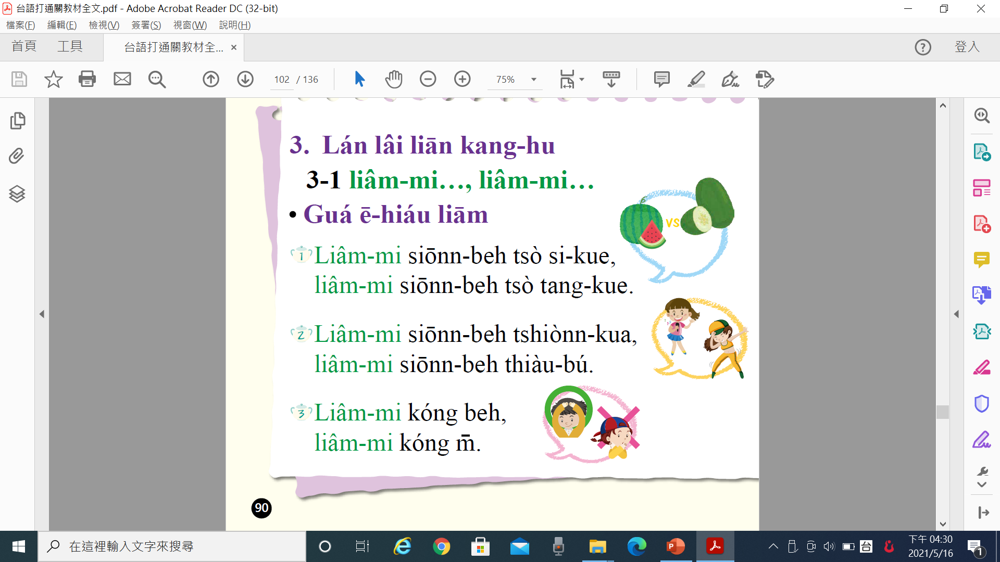 台語打通關教材全文.pdf - Adobe Acrobat Reader DC (32-bit)
檔案(F) 編輯(E) 檢視(V) 簽署(S) 視窗(W) 說明(H)
首頁 工具 台語打通關教材全... × 登入
102 / 136 75%
3. Lán lâi liān kang-hu
3-1 liâm-mi…, liâm-mi…
• Guá ē-hiáu liām
VS
1 Liâm-mi siōnn-beh tsò si-kue,
liâm-mi siōnn-beh tsò tang-kue.
2 Liâm-mi siōnn-beh tshiònn-kua,
liâm-mi siōnn-beh thiàu-bú.
3 Liâm-mi kóng beh,
liâm-mi kóng m̄.
90
在這裡輸入文字來搜尋
台
下午 04:30
2021/5/16
1